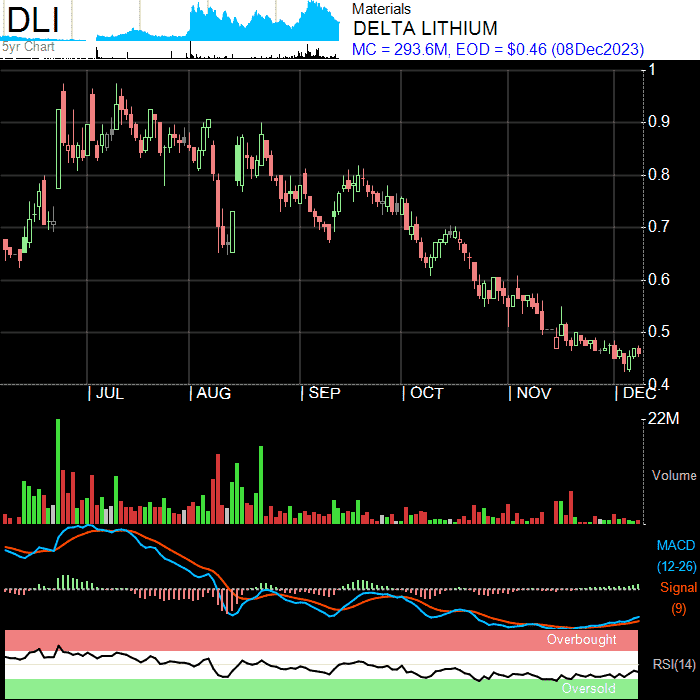 DLI
5yr Chart
Materials
DELTA LITHIUM
MC = 293.6M, EOD = $0.46 (08Dec2023)
1
0.9
0.8
0.7
0.6
0.5
0.4
JUL AUG SEP OCT NOV DEC
22M
Volume
MACD
(12-26)
Signal
(9)
Overbought
RSI(14)
Oversold